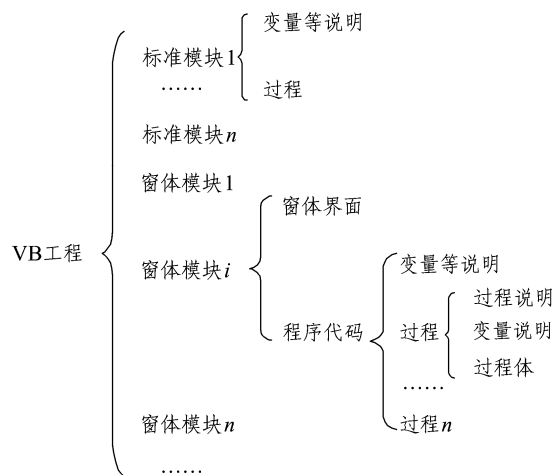 变量等说明
标准模块1
……
过程
标准模块n
窗体模块1
窗体界面
VB工程
窗体模块i
变量等说明
过程说明
程序代码
过程
变量说明
过程体
……
窗体模块n
过程n
……